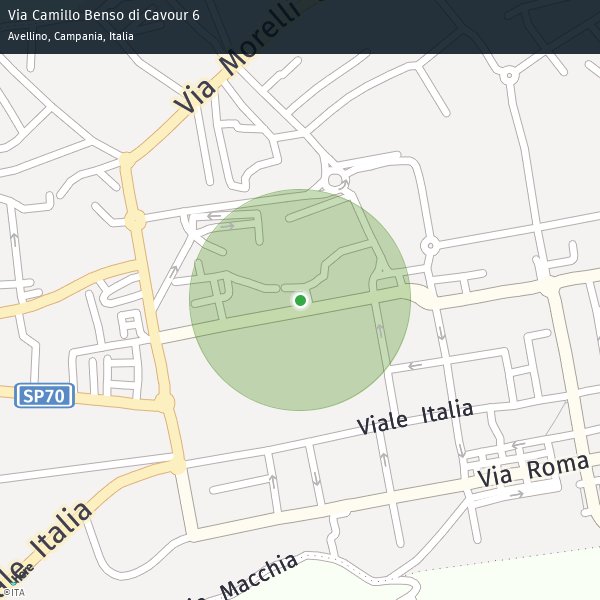 Via Camillo Benso di Cavour 6
Avellino, Campania, Italia
Via Morelli
SP70
Viale Italia
Via Roma
Italia
Macchia
©ITA